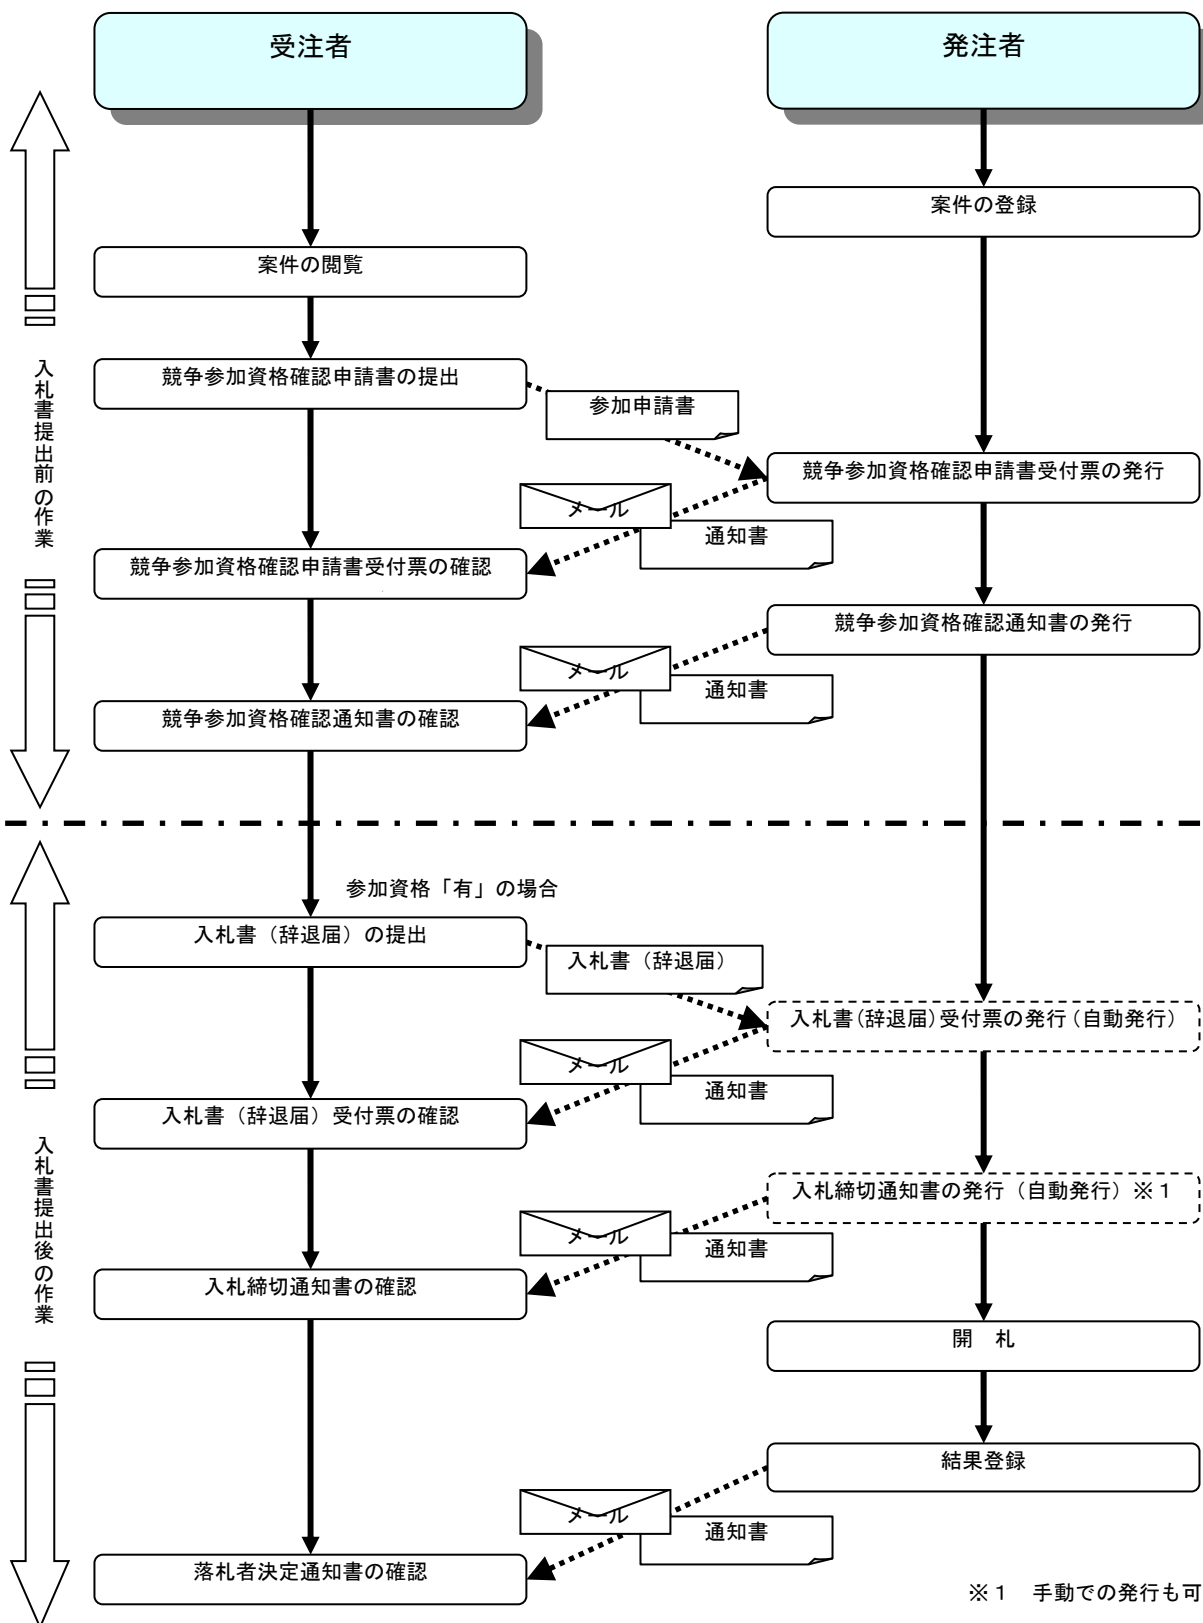 受注者
発注者
案件の登録
案件の閲覧
入札書提出前の作業
競争参加資格確認申請書の提出
参加申請書
競争参加資格確認申請書受付票の発行
メール
通知書
競争参加資格確認申請書受付票の確認
競争参加資格確認通知書の発行
メール
通知書
競争参加資格確認通知書の確認
参加資格「有」の場合
入札書（辞退届）の提出
入札書（辞退届）
入札書（辞退届）受付票の発行（自動発行）
メール
通知書
入札書（辞退届）受付票の確認
入札書提出後の作業
入札締切通知書の発行（自動発行）※１
メール
通知書
入札締切通知書の確認
開　札
結果登録
メール
通知書
落札者決定通知書の確認
※１　手動での発行も可